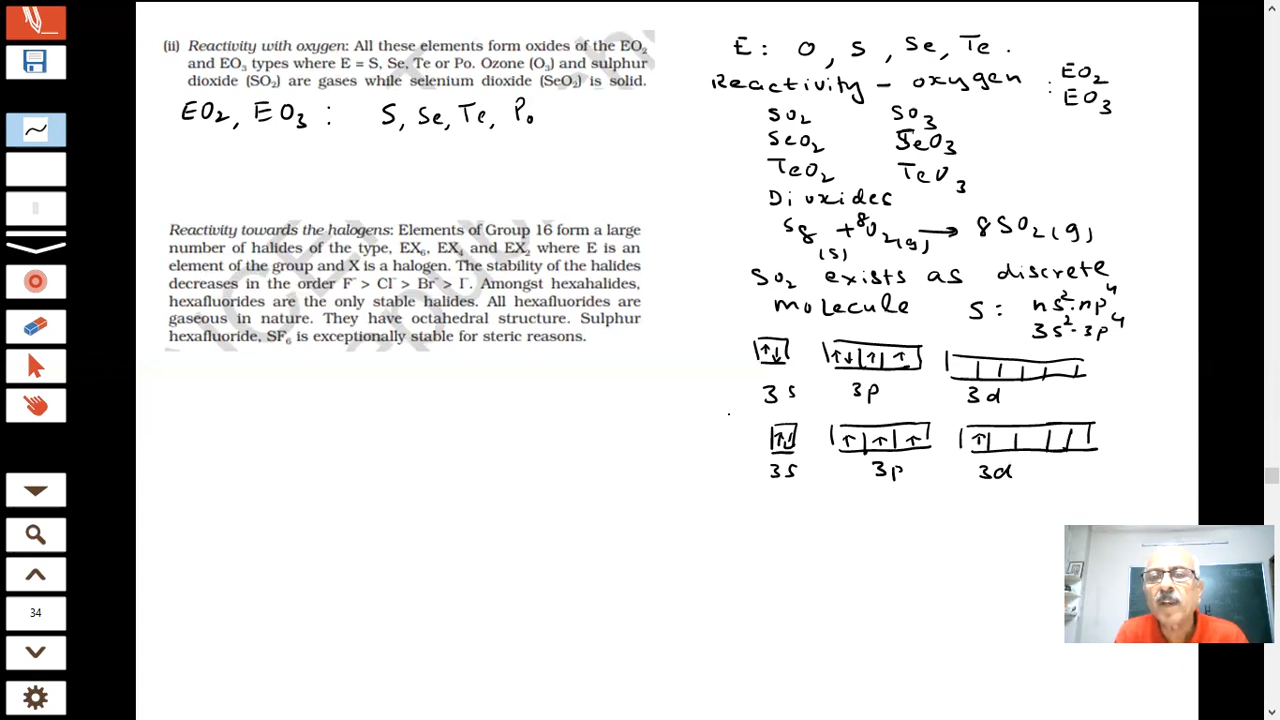 (ii) Reactivity with oxygen: All these elements form oxides of the EO₂
and EO₃ types where E = S, Se, Te or Po. Ozone (O₃) and sulphur
dioxide (SO₂) are gases while selenium dioxide (SeO₂) is solid.
EO₂, EO₃ : S, Se, Te, Po
Reactivity towards the halogens: Elements of Group 16 form a large
number of halides of the type, EX₆, EX₄ and EX₂ where E is an
element of the group and X is a halogen. The stability of the halides
decreases in the order F⁻ > Cl⁻ > Br⁻ > I⁻. Amongst hexahalides,
hexafluorides are the only stable halides. All hexafluorides are
gaseous in nature. They have octahedral structure. Sulphur
hexafluoride, SF₆ is exceptionally stable for steric reasons.
E : O, S, Se, Te.
Reactivity - oxygen : EO₂
EO₃
SO₂ SO₃
SeO₂ SeO₃
TeO₂ TeO₃
Dioxides
S₈ + 8O₂(g) → 8SO₂(g)
(s)
SO₂ exists as discrete
molecule S : ns²·np⁴
3s²·3p⁴
↑↓ ↑↓ ↑ ↑
3s 3p 3d
↑↓ ↑ ↑ ↑ ↑
3s 3p 3d
34